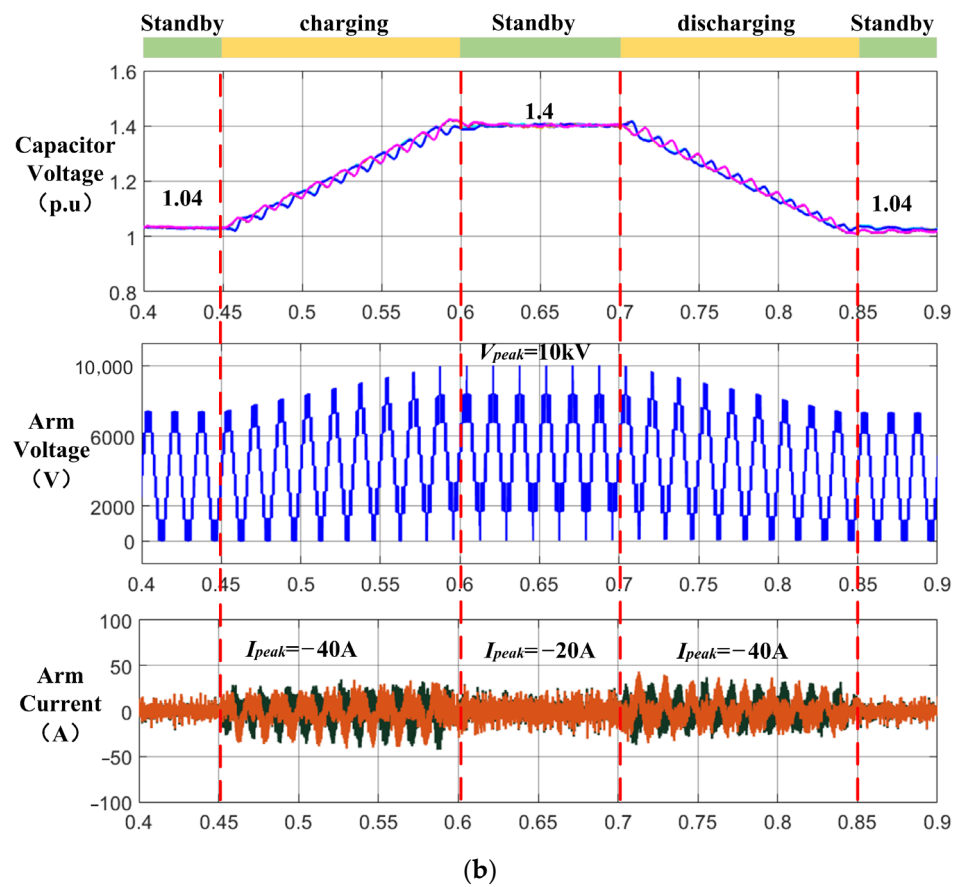 Standby charging Standby discharging Standby
Capacitor
Voltage
（p.u）
1.6
1.4
1.2
1
0.8
1.04
1.4
1.04
0.4 0.45 0.5 0.55 0.6 0.65 0.7 0.75 0.8 0.85 0.9
Arm
Voltage
（V）
10,000
6000
2000
0
Vpeak=10kV
0.4 0.45 0.5 0.55 0.6 0.65 0.7 0.75 0.8 0.85 0.9
Arm
Current
（A）
100
50
0
−50
−100
Ipeak=−40A Ipeak=−20A Ipeak=−40A
0.4 0.45 0.5 0.55 0.6 0.65 0.7 0.75 0.8 0.85 0.9
(b)